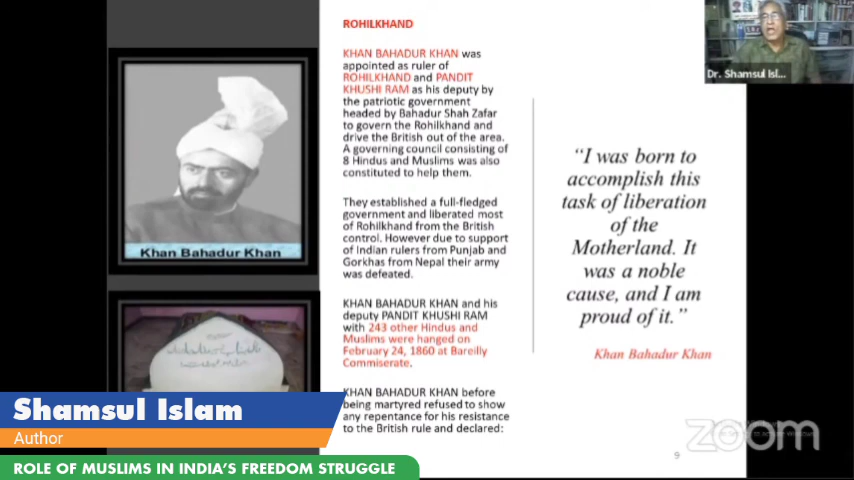 ROHILKHAND
KHAN BAHADUR KHAN was
appointed as ruler of
ROHILKHAND and PANDIT
KHUSHI RAM as his deputy by
the patriotic government
headed by Bahadur Shah Zafar
to govern the Rohilkhand and
drive the British out of the area.
A governing council consisting of
8 Hindus and Muslims was also
constituted to help them.
They established a full-fledged
government and liberated most
of Rohilkhand from the British
control. However due to support
of Indian rulers from Punjab and
Gorkhas from Nepal their army
was defeated.
KHAN BAHADUR KHAN and his
deputy PANDIT KHUSHI RAM
with 243 other Hindus and
Muslims were hanged on
February 24, 1860 at Bareilly
Commiserate.
KHAN BAHADUR KHAN before
being martyred refused to show
any repentance for his resistance
to the British rule and declared:
Khan Bahadur Khan
“I was born to
accomplish this
task of liberation
of the
Motherland. It
was a noble
cause, and I am
proud of it.”
Khan Bahadur Khan
9
Dr. Shamsul Isl...
zoom
Shamsul Islam
Author
ROLE OF MUSLIMS IN INDIA'S FREEDOM STRUGGLE